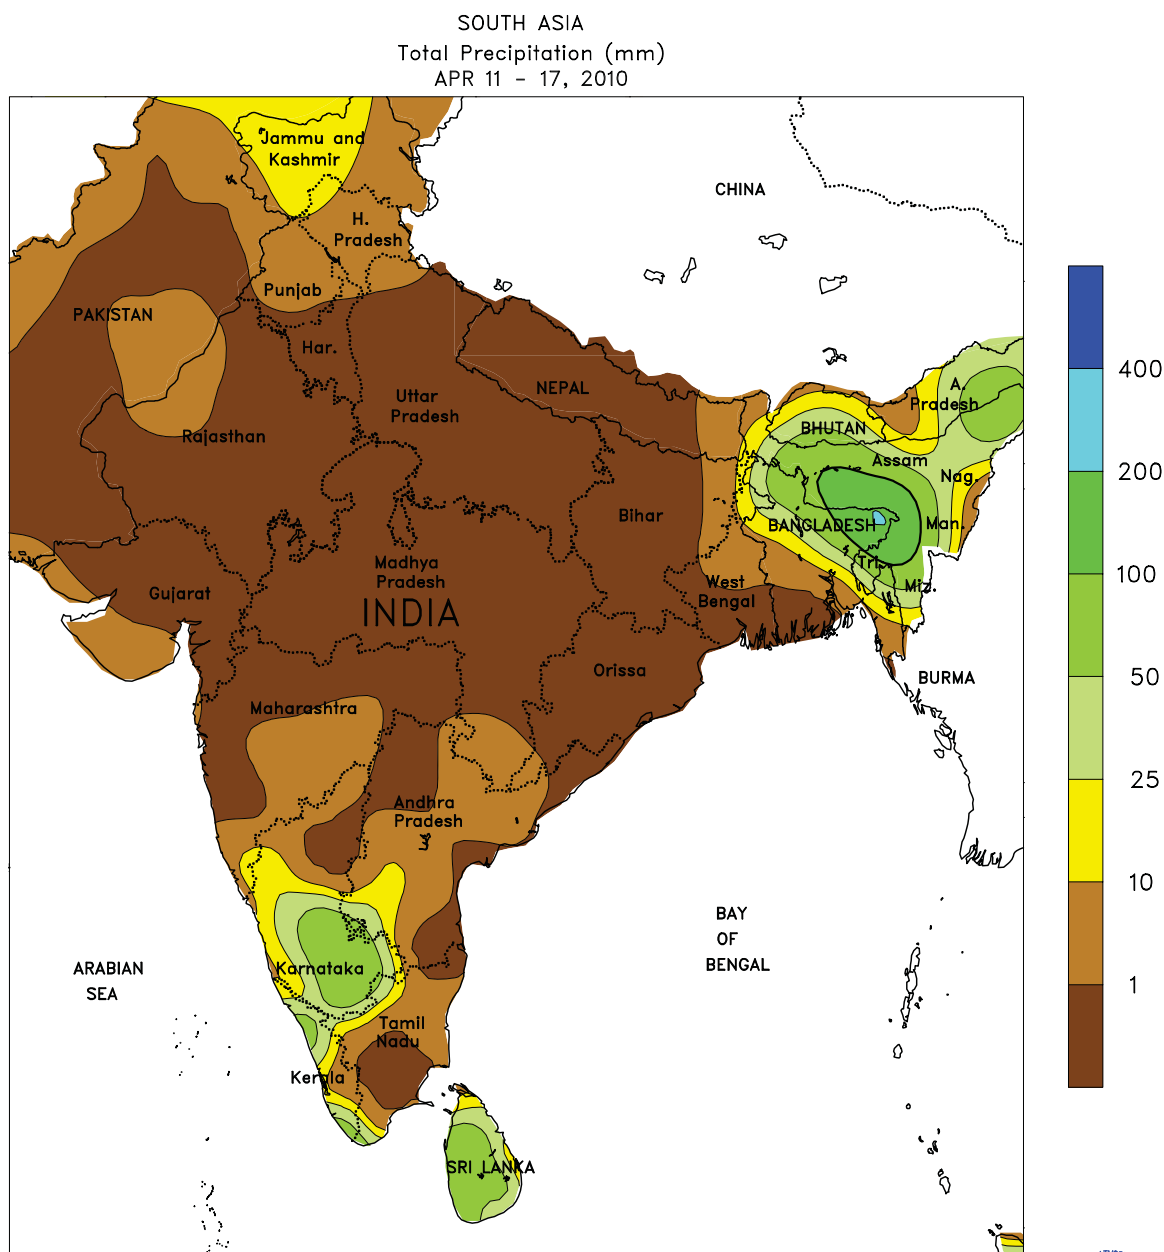 SOUTH ASIA
Total Precipitation (mm)
APR 11 - 17, 2010
Jammu and
Kashmir
CHINA
H.
Pradesh
Punjab
PAKISTAN
Har.
NEPAL
Uttar
Pradesh
A.
Pradesh
BHUTAN
Rajasthan
Assam
Nag.
Bihar
BANGLADESH
Man.
Madhya
Pradesh
Tri.
Gujarat
West
Bengal
Miz.
INDIA
Orissa
BURMA
Maharashtra
Andhra
Pradesh
BAY
OF
BENGAL
ARABIAN
SEA
Karnataka
Tamil
Nadu
Kerala
SRI LANKA
400
200
100
50
25
10
1